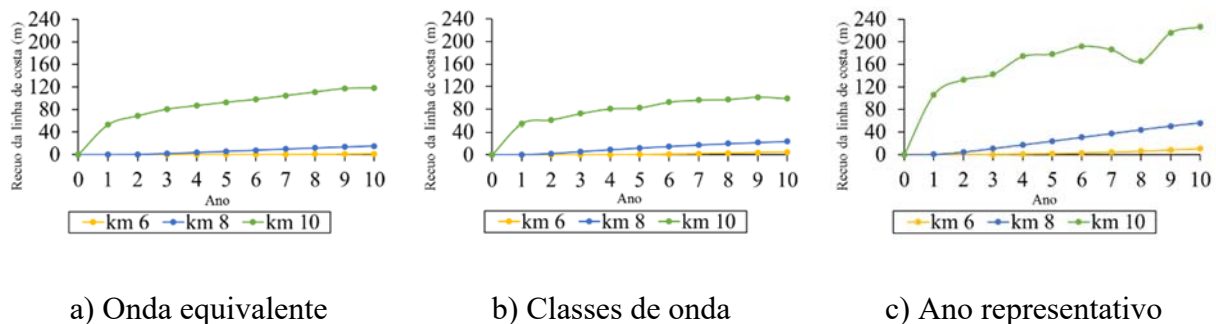 Recuo da linha de costa (m)
240
200
160
120
80
40
0
0 1 2 3 4 5 6 7 8 9 10
Ano
km 6 km 8 km 10
a) Onda equivalente
Recuo da linha de costa (m)
240
200
160
120
80
40
0
0 1 2 3 4 5 6 7 8 9 10
Ano
km 6 km 8 km 10
b) Classes de onda
Recuo da linha de costa (m)
240
200
160
120
80
40
0
0 1 2 3 4 5 6 7 8 9 10
Ano
km 6 km 8 km 10
c) Ano representativo